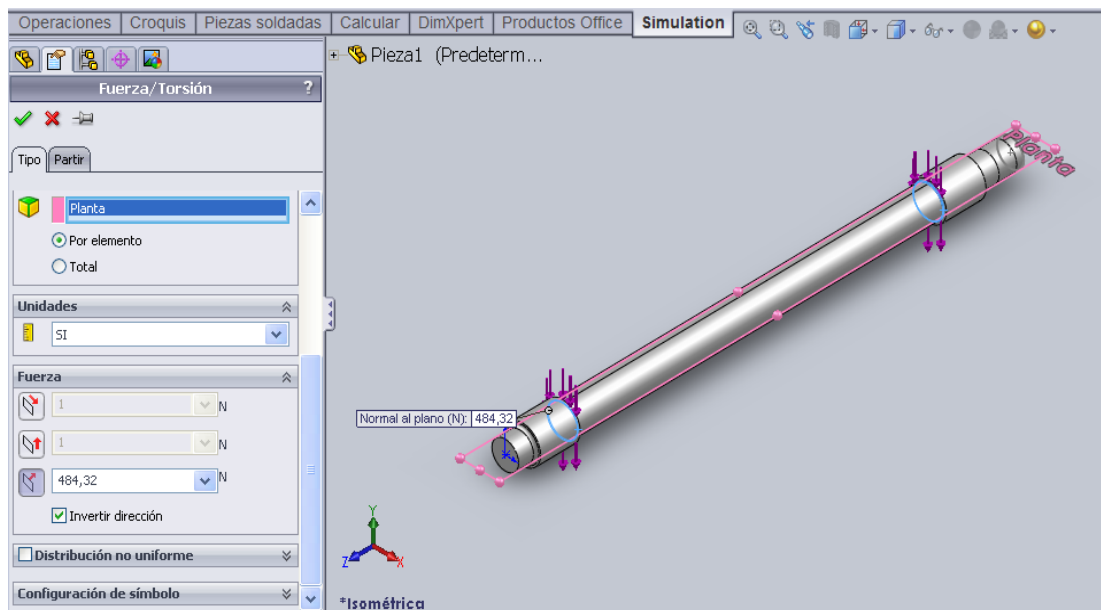 Operaciones Croquis Piezas soldadas Calcular DimXpert Productos Office Simulation
Pieza1 (Predeterm...
Fuerza/Torsión ?
Tipo Partir
Planta
Por elemento
Total
Unidades
SI
Fuerza
1 N
1 N
484,32 N
Invertir dirección
Distribución no uniforme
Configuración de símbolo
Planta
Normal al plano (N): 484,32
Y
Z X
*Isométrica